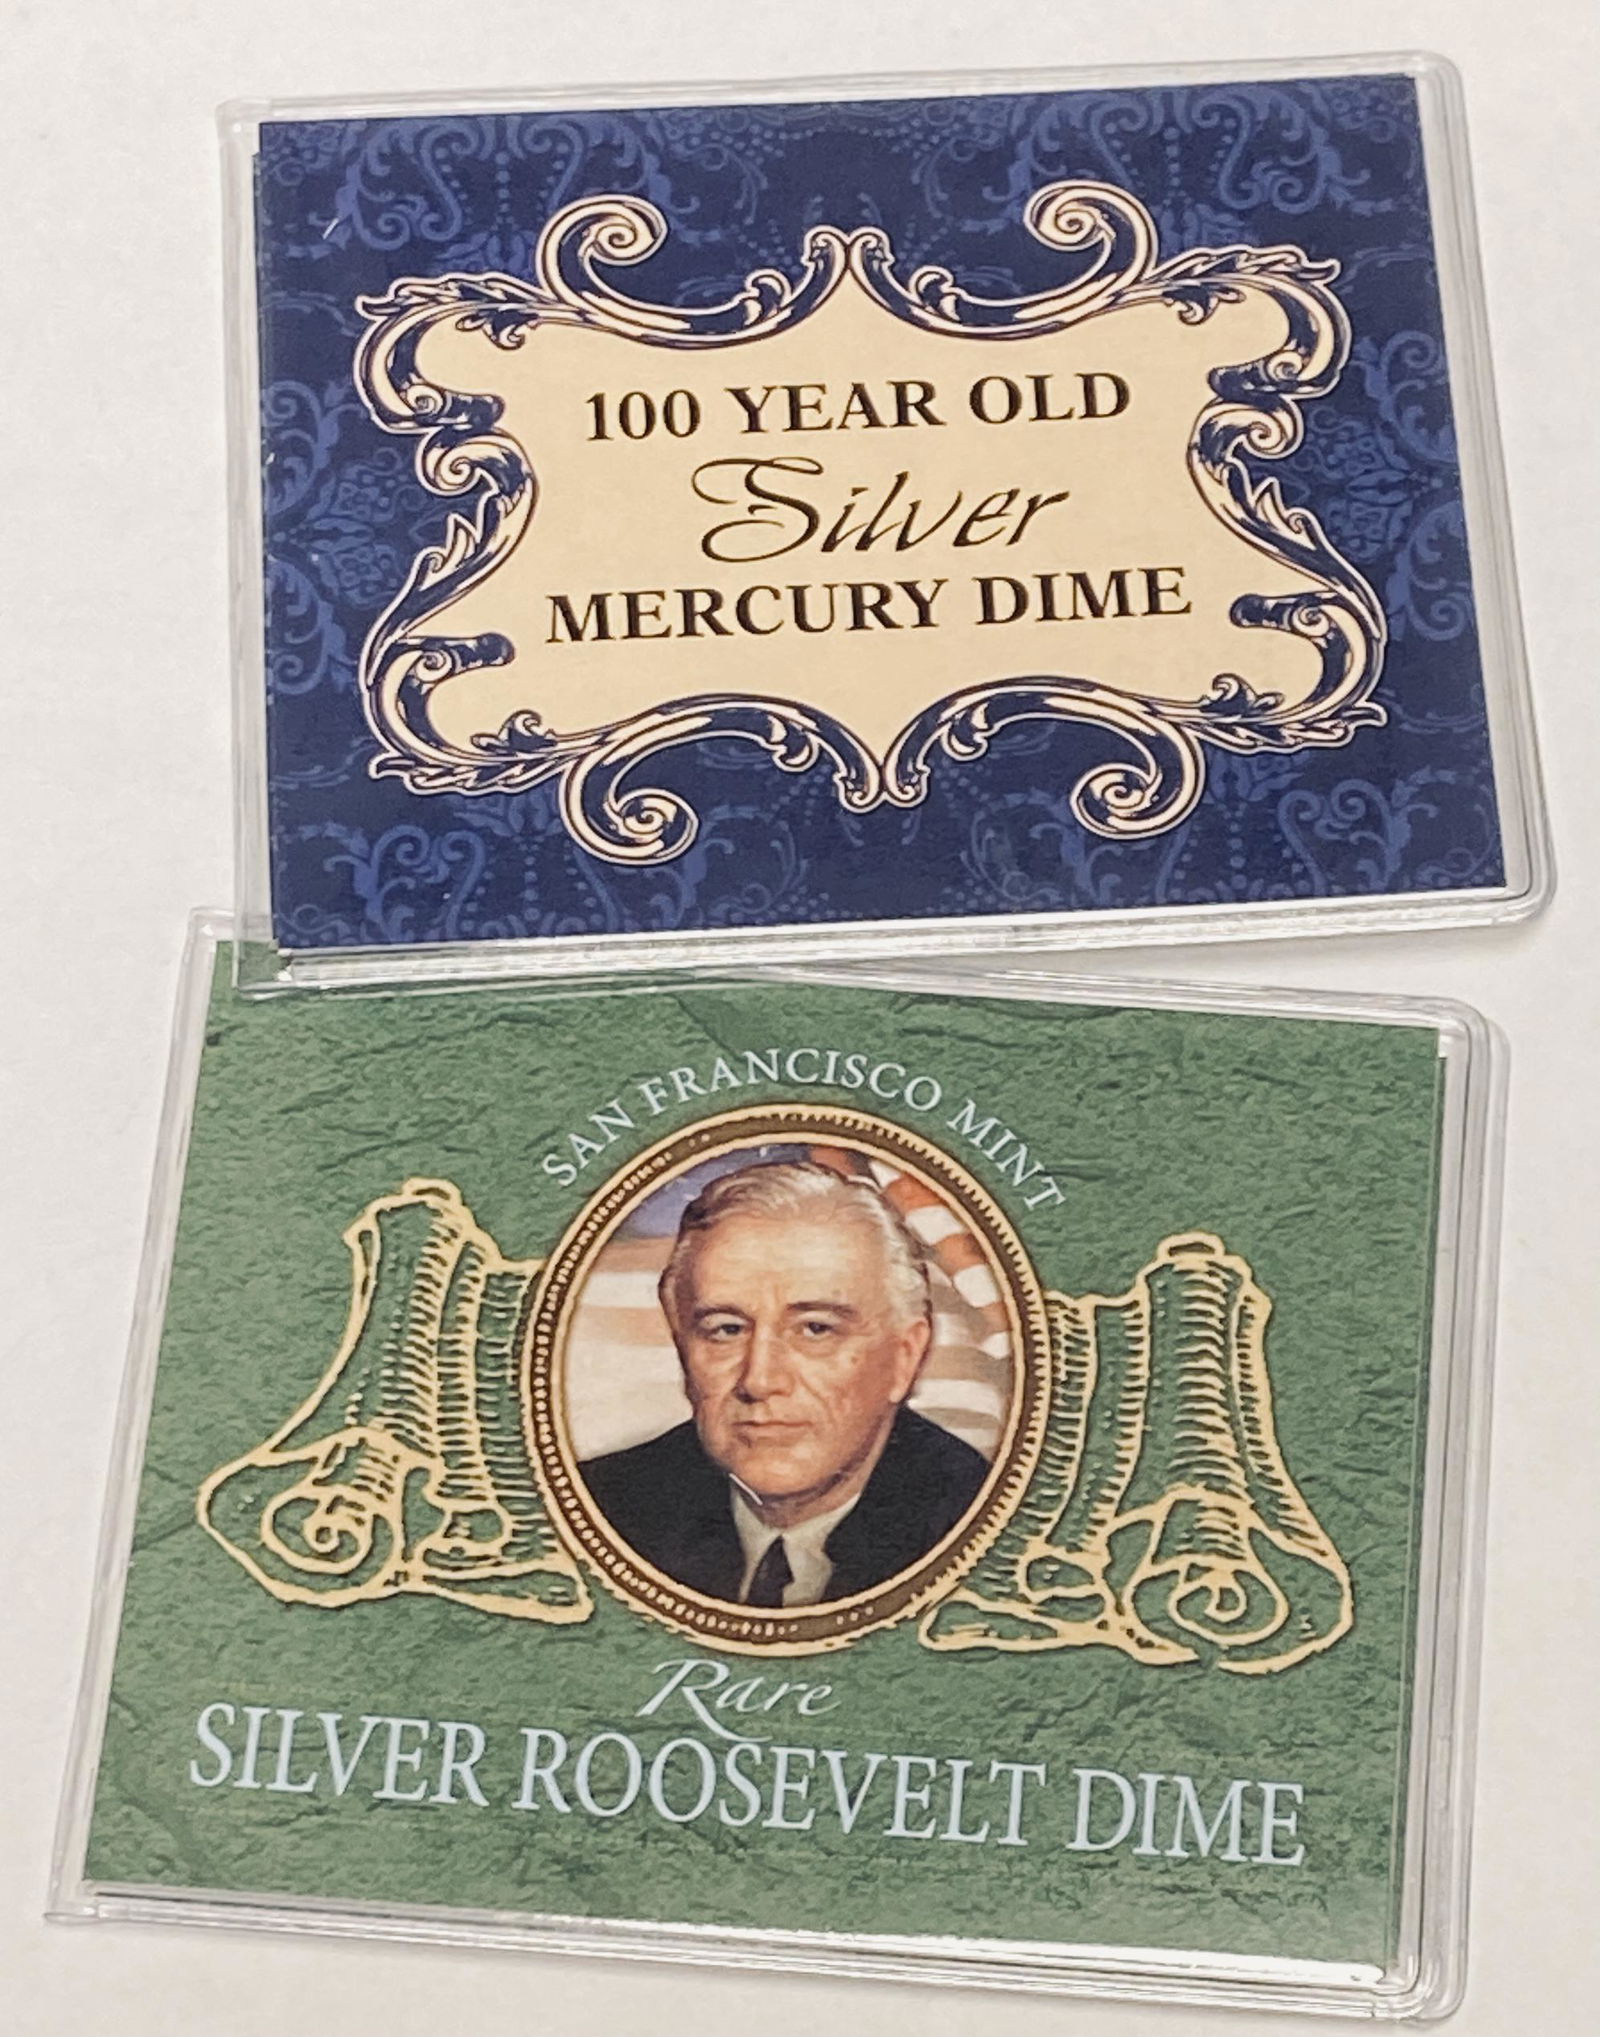 100 YEAR OLD
Silver
MERCURY DIME
SAN FRANCISCO MINT
Rare
SILVER ROOSEVELT DIME